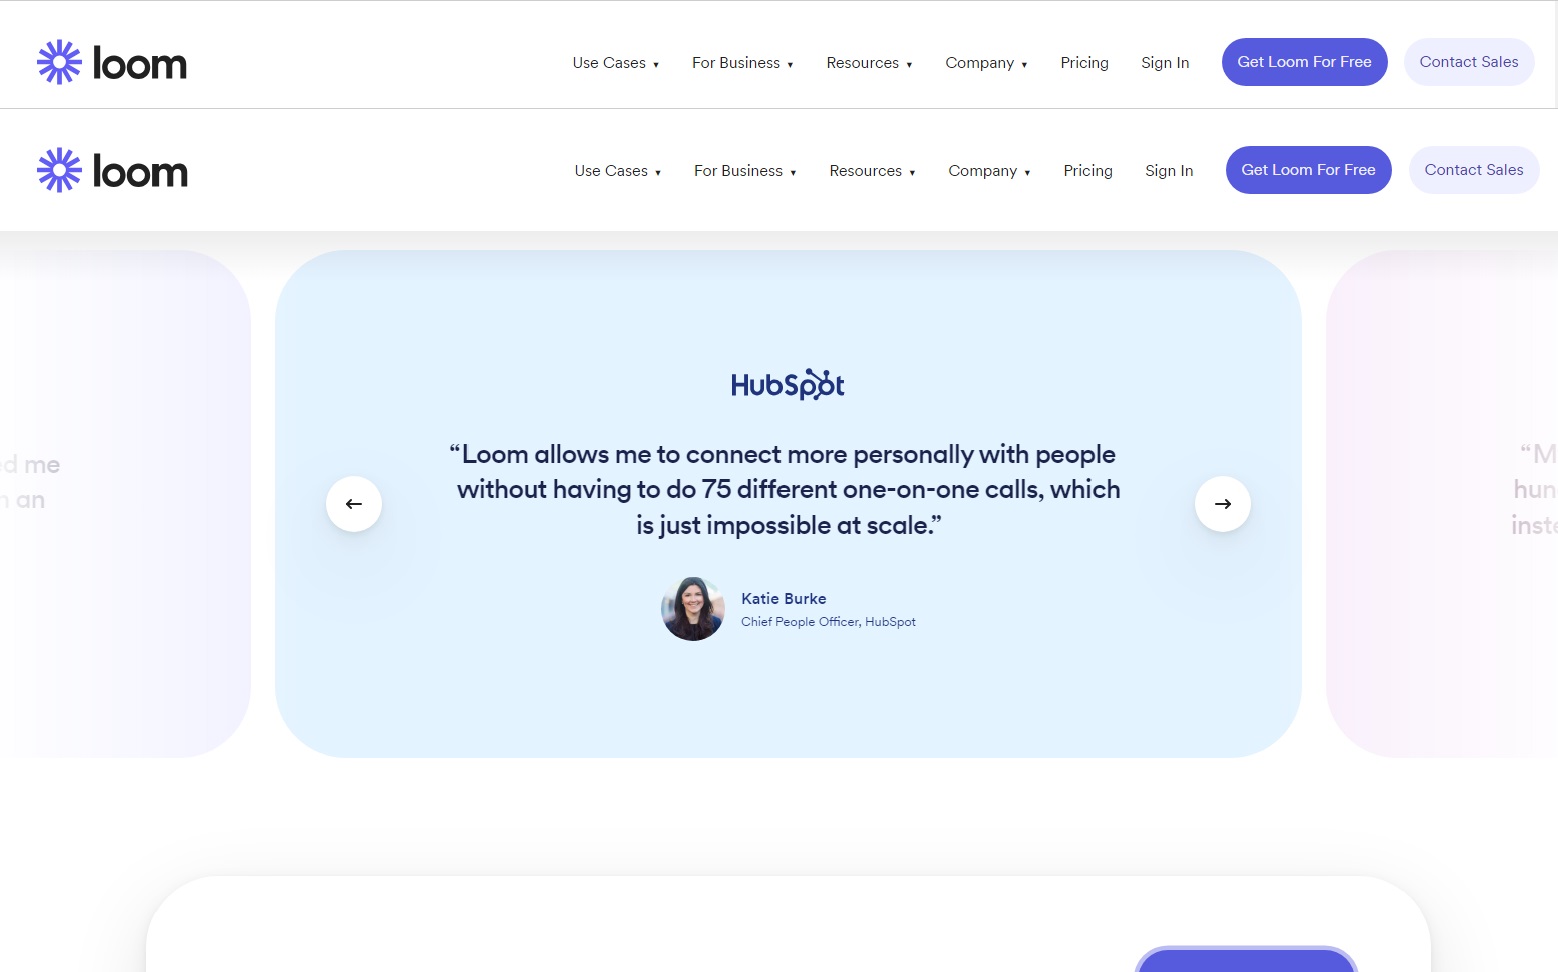 loom
Use Cases ▾ For Business ▾ Resources ▾ Company ▾ Pricing Sign In Get Loom For Free Contact Sales
loom
Use Cases ▾ For Business ▾ Resources ▾ Company ▾ Pricing Sign In Get Loom For Free Contact Sales
HubSpot
“Loom allows me to connect more personally with people
without having to do 75 different one-on-one calls, which
is just impossible at scale.”
Katie Burke
Chief People Officer, HubSpot
me
an